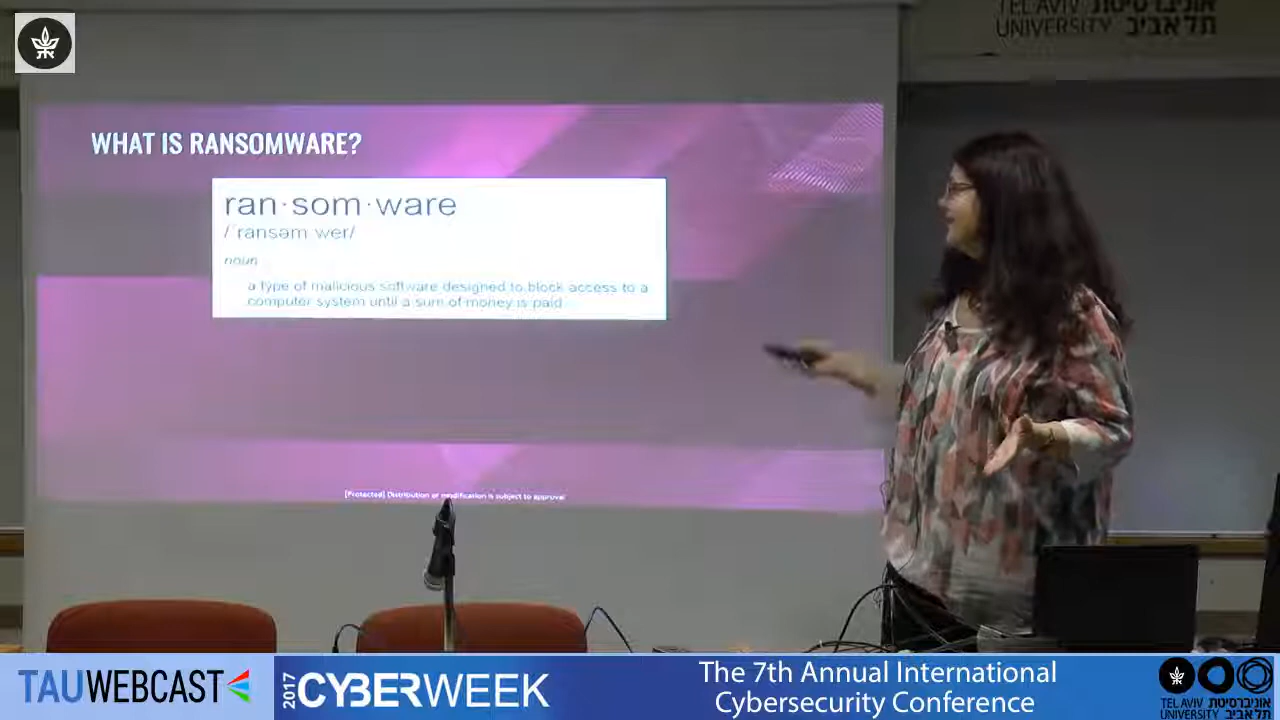 TEL AVIV אוניברסיטת
UNIVERSITY תל אביב
WHAT IS RANSOMWARE?
ran·som·ware
/ˈransəmˌwer/
noun
a type of malicious software designed to block access to a
computer system until a sum of money is paid.
[Protected] Distribution or modification is subject to approval
TAUWEBCAST
2017 CYBERWEEK
The 7th Annual International
Cybersecurity Conference
TEL AVIV אוניברסיטת
UNIVERSITY תל אביב